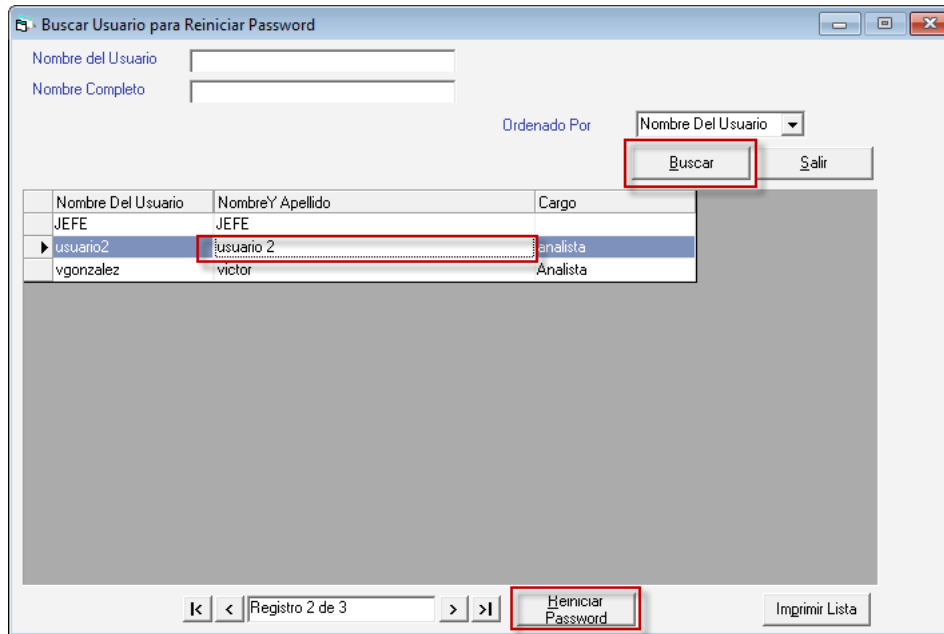 Buscar Usuario para Reiniciar Password
Nombre del Usuario
Nombre Completo
Ordenado Por Nombre Del Usuario
Buscar Salir
Nombre Del Usuario NombreY Apellido Cargo
JEFE JEFE
usuario2 usuario 2 analista
vgonzalez victor Analista
Registro 2 de 3
Reiniciar
Password
Imprimir Lista